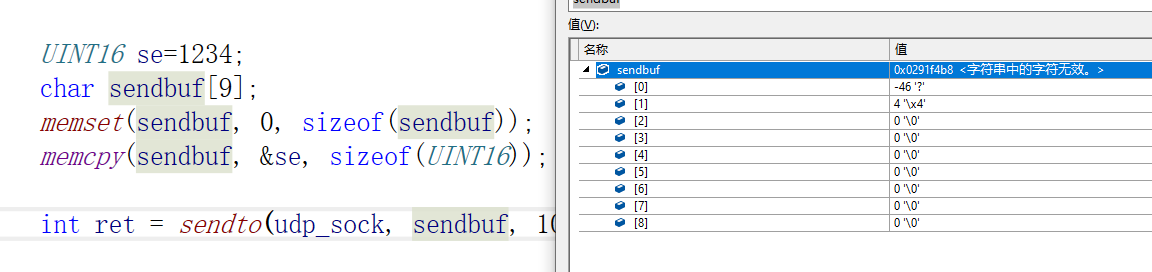 UINT16 se=1234;
char sendbuf[9];
memset(sendbuf, 0, sizeof(sendbuf));
memcpy(sendbuf, &se, sizeof(UINT16));
int ret = sendto(udp_sock, sendbuf, 10
sendbuf
值(V):
名称 值
sendbuf 0x0291f4b8 <字符串中的字符无效。>
[0] -46 '?'
[1] 4 '\x4'
[2] 0 '\0'
[3] 0 '\0'
[4] 0 '\0'
[5] 0 '\0'
[6] 0 '\0'
[7] 0 '\0'
[8] 0 '\0'